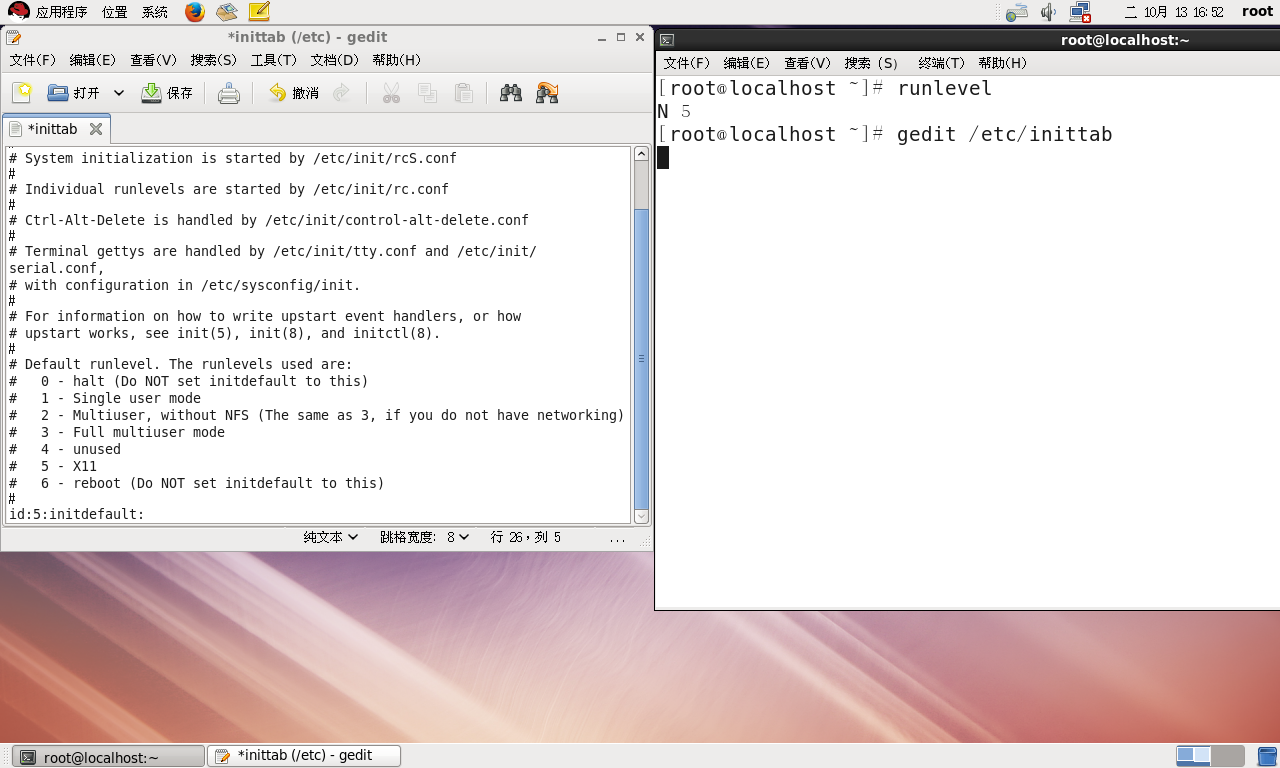 应用程序 位置 系统
二 10月 13 16:52 root
*inittab (/etc) - gedit
文件(F) 编辑(E) 查看(V) 搜索(S) 工具(T) 文档(D) 帮助(H)
打开 保存 撤消
*inittab
#
# System initialization is started by /etc/init/rcS.conf
#
# Individual runlevels are started by /etc/init/rc.conf
#
# Ctrl-Alt-Delete is handled by /etc/init/control-alt-delete.conf
#
# Terminal gettys are handled by /etc/init/tty.conf and /etc/init/
serial.conf,
# with configuration in /etc/sysconfig/init.
#
# For information on how to write upstart event handlers, or how
# upstart works, see init(5), init(8), and initctl(8).
#
# Default runlevel. The runlevels used are:
#   0 - halt (Do NOT set initdefault to this)
#   1 - Single user mode
#   2 - Multiuser, without NFS (The same as 3, if you do not have networking)
#   3 - Full multiuser mode
#   4 - unused
#   5 - X11
#   6 - reboot (Do NOT set initdefault to this)
#
id:5:initdefault:
纯文本 跳格宽度: 8 行 26，列 5 ...
root@localhost:~
文件(F) 编辑(E) 查看(V) 搜索 (S) 终端(T) 帮助(H)
[root@localhost ~]# runlevel
N 5
[root@localhost ~]# gedit /etc/inittab
root@localhost:~
*inittab (/etc) - gedit